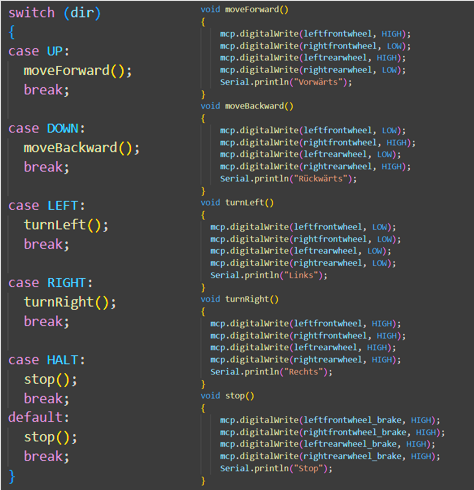 switch (dir)
{
case UP:
moveForward();
break;
case DOWN:
moveBackward();
break;
case LEFT:
turnLeft();
break;
case RIGHT:
turnRight();
break;
case HALT:
stop();
break;
default:
stop();
break;
}
void moveForward()
{
mcp.digitalWrite(leftfrontwheel, HIGH);
mcp.digitalWrite(rightfrontwheel, LOW);
mcp.digitalWrite(leftrearwheel, HIGH);
mcp.digitalWrite(rightrearwheel, LOW);
Serial.println("Vorwärts");
}
void moveBackward()
{
mcp.digitalWrite(leftfrontwheel, LOW);
mcp.digitalWrite(rightfrontwheel, HIGH);
mcp.digitalWrite(leftrearwheel, LOW);
mcp.digitalWrite(rightrearwheel, HIGH);
Serial.println("Rückwärts");
}
void turnLeft()
{
mcp.digitalWrite(leftfrontwheel, LOW);
mcp.digitalWrite(rightfrontwheel, LOW);
mcp.digitalWrite(leftrearwheel, LOW);
mcp.digitalWrite(rightrearwheel, LOW);
Serial.println("Links");
}
void turnRight()
{
mcp.digitalWrite(leftfrontwheel, HIGH);
mcp.digitalWrite(rightfrontwheel, HIGH);
mcp.digitalWrite(leftrearwheel, HIGH);
mcp.digitalWrite(rightrearwheel, HIGH);
Serial.println("Rechts");
}
void stop()
{
mcp.digitalWrite(leftfrontwheel_brake, HIGH);
mcp.digitalWrite(rightfrontwheel_brake, HIGH);
mcp.digitalWrite(leftrearwheel_brake, HIGH);
mcp.digitalWrite(rightrearwheel_brake, HIGH);
Serial.println("Stop");
}